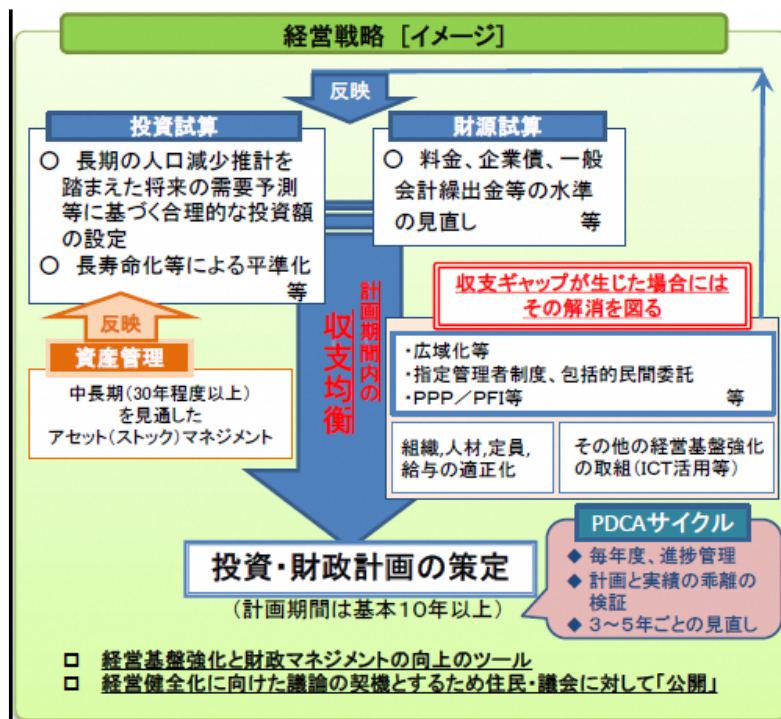 経営戦略 [イメージ]
反映
投資試算
○ 長期の人口減少推計を
踏まえた将来の需要予測
等に基づく合理的な投資額
の設定
○ 長寿命化等による平準化
等
財源試算
○ 料金、企業債、一般
会計繰出金等の水準
の見直し 等
反映
資産管理
中長期(30年程度以上)
を見通した
アセット(ストック)マネジメント
計画期間内の
収支均衡
収支ギャップが生じた場合には
その解消を図る
・広域化等
・指定管理者制度、包括的民間委託
・PPP/PFI等 等
組織,人材,定員,
給与の適正化
その他の経営基盤強化
の取組(ICT活用等)
投資・財政計画の策定
(計画期間は基本10年以上)
PDCAサイクル
◆ 毎年度、進捗管理
◆ 計画と実績の乖離の
検証
◆ 3~5年ごとの見直し
□ 経営基盤強化と財政マネジメントの向上のツール
□ 経営健全化に向けた議論の契機とするため住民・議会に対して「公開」